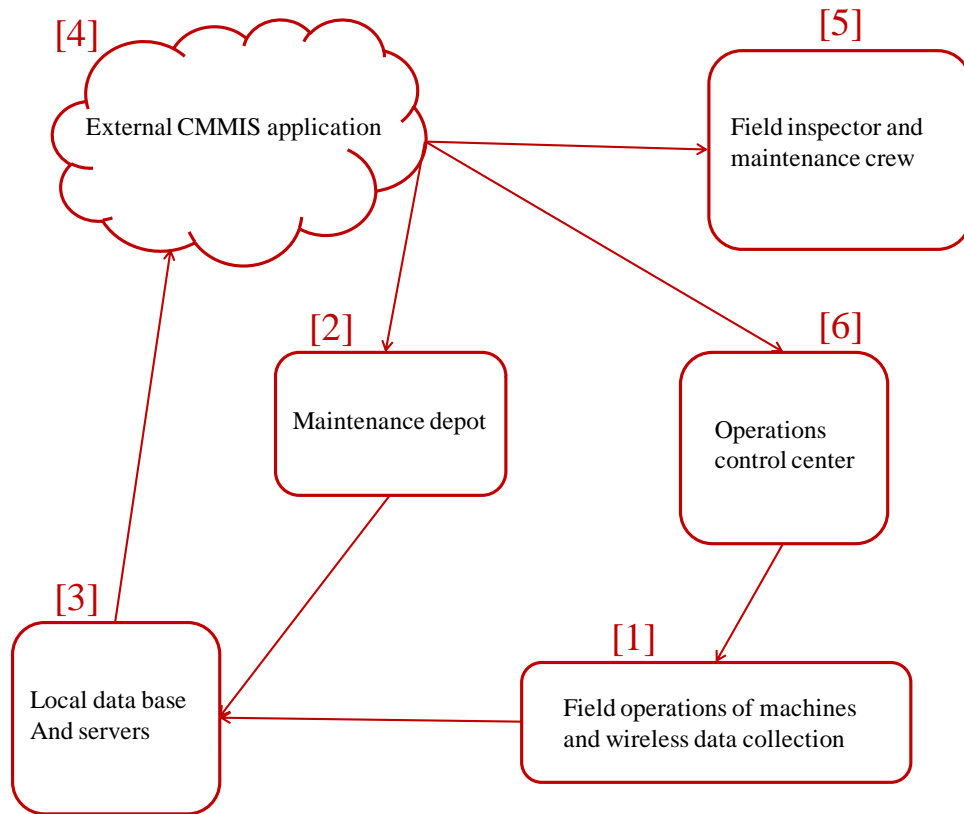 [4]
External CMMIS application
[5]
Field inspector and
maintenance crew
[2]
Maintenance depot
[6]
Operations
control center
[3]
Local data base
And servers
[1]
Field operations of machines
and wireless data collection